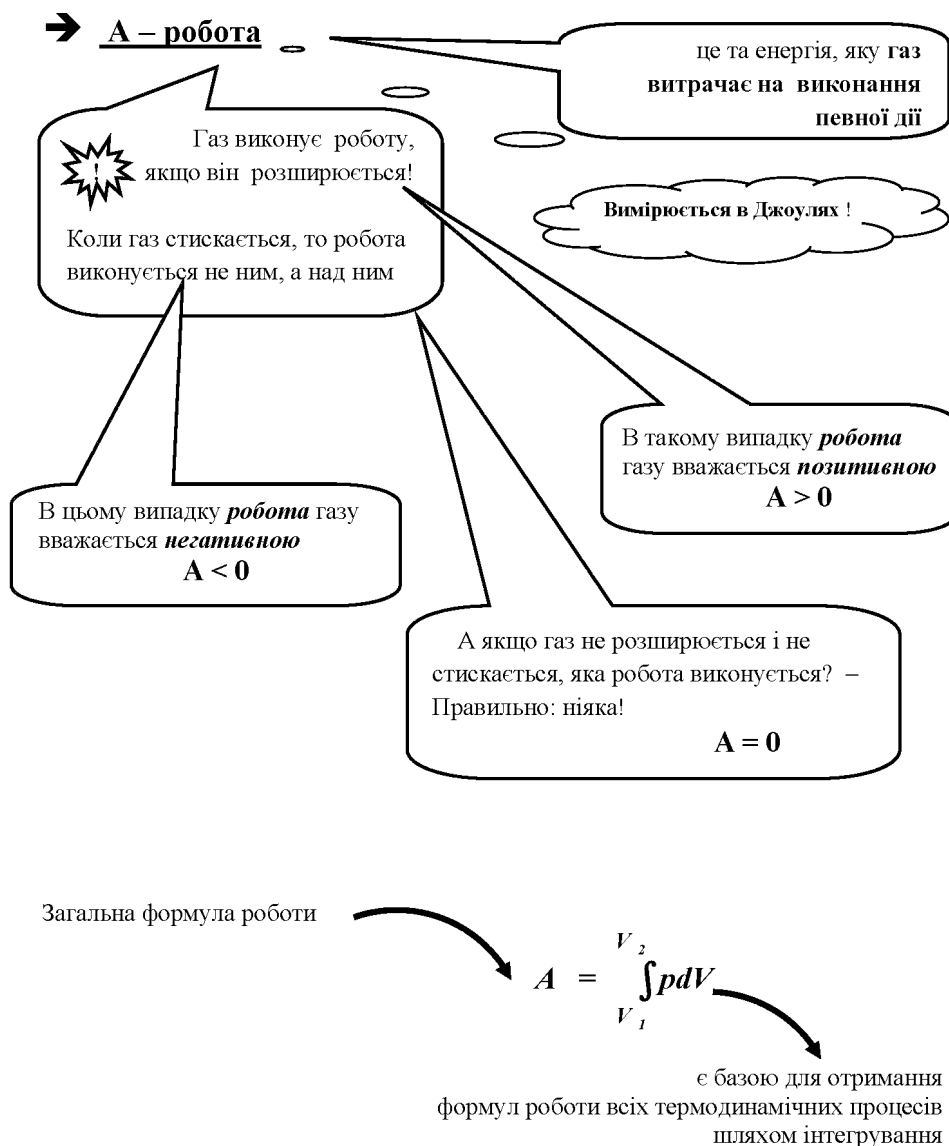 ➔ А – робота
це та енергія, яку газ
витрачає на виконання
певної дії
Газ виконує роботу,
! якщо він розширюється!
Коли газ стискається, то робота
виконується не ним, а над ним
Вимірюється в Джоулях !
В такому випадку робота
газу вважається позитивною
А > 0
В цьому випадку робота газу
вважається негативною
А < 0
А якщо газ не розширюється і не
стискається, яка робота виконується? –
Правильно: ніяка!
А = 0
Загальна формула роботи
V 2
A = ∫ pdV
V 1
є базою для отримання
формул роботи всіх термодинамічних процесів
шляхом інтегрування